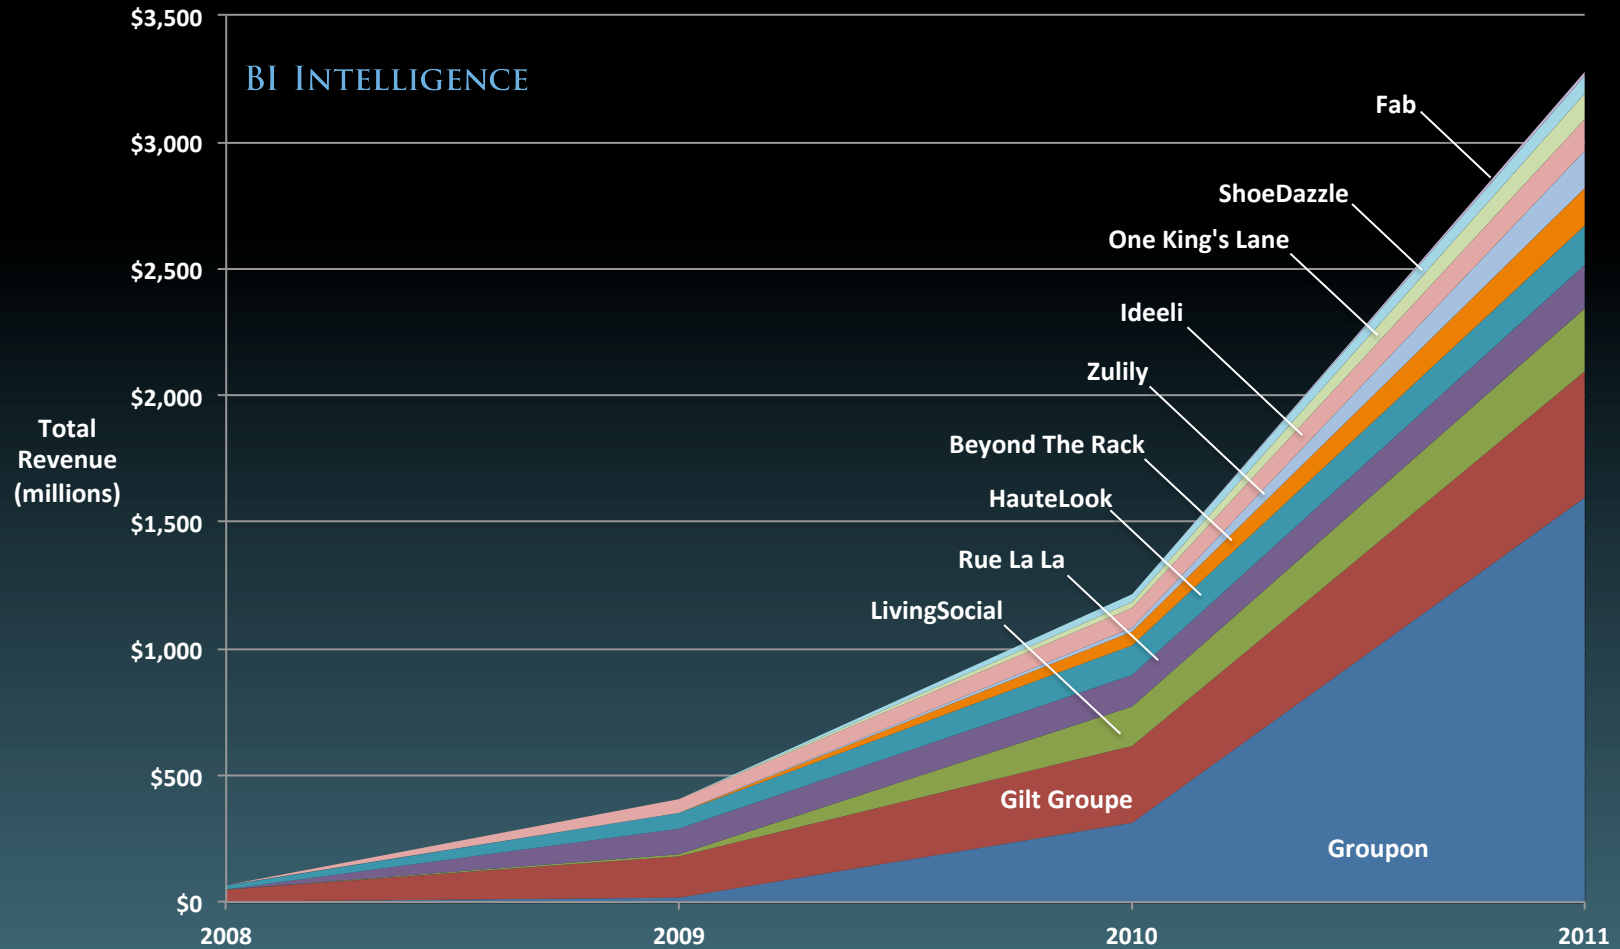 $3,500
BI INTELLIGENCE
Fab
$3,000
ShoeDazzle
One King's Lane
$2,500
Ideeli
Zulily
$2,000
Total
Revenue
(millions)
Beyond The Rack
HauteLook
$1,500
Rue La La
LivingSocial
$1,000
$500
Gilt Groupe
Groupon
$0
2008
2009
2010
2011